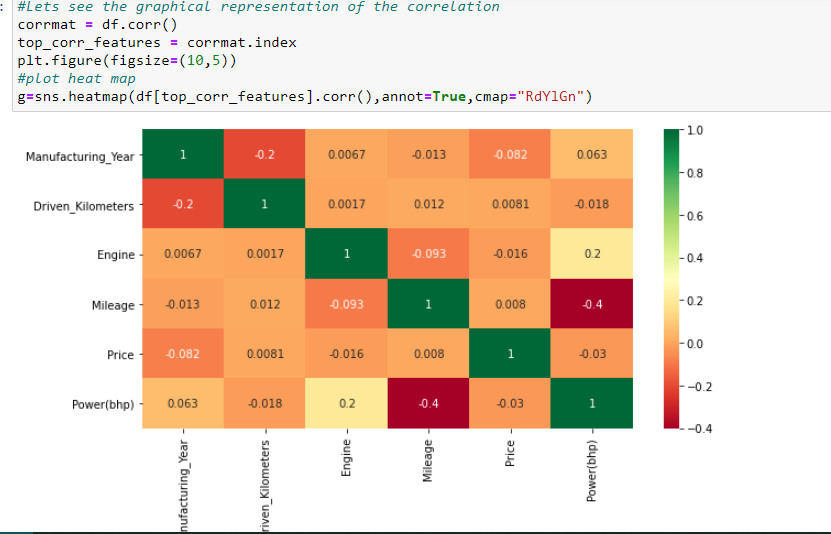 : #Lets see the graphical representation of the correlation
corrmat = df.corr()
top_corr_features = corrmat.index
plt.figure(figsize=(10,5))
#plot heat map
g=sns.heatmap(df[top_corr_features].corr(),annot=True,cmap="RdYlGn")
Manufacturing_Year 1 -0.2 0.0067 -0.013 -0.082 0.063
Driven_Kilometers -0.2 1 0.0017 0.012 0.0081 -0.018
Engine 0.0067 0.0017 1 -0.093 -0.016 0.2
Mileage -0.013 0.012 -0.093 1 0.008 -0.4
Price -0.082 0.0081 -0.016 0.008 1 -0.03
Power(bhp) 0.063 -0.018 0.2 -0.4 -0.03 1
nufacturing_Year
riven_Kilometers
Engine
Mileage
Price
Power(bhp)
1.0
0.8
0.6
0.4
0.2
0.0
−0.2
−0.4